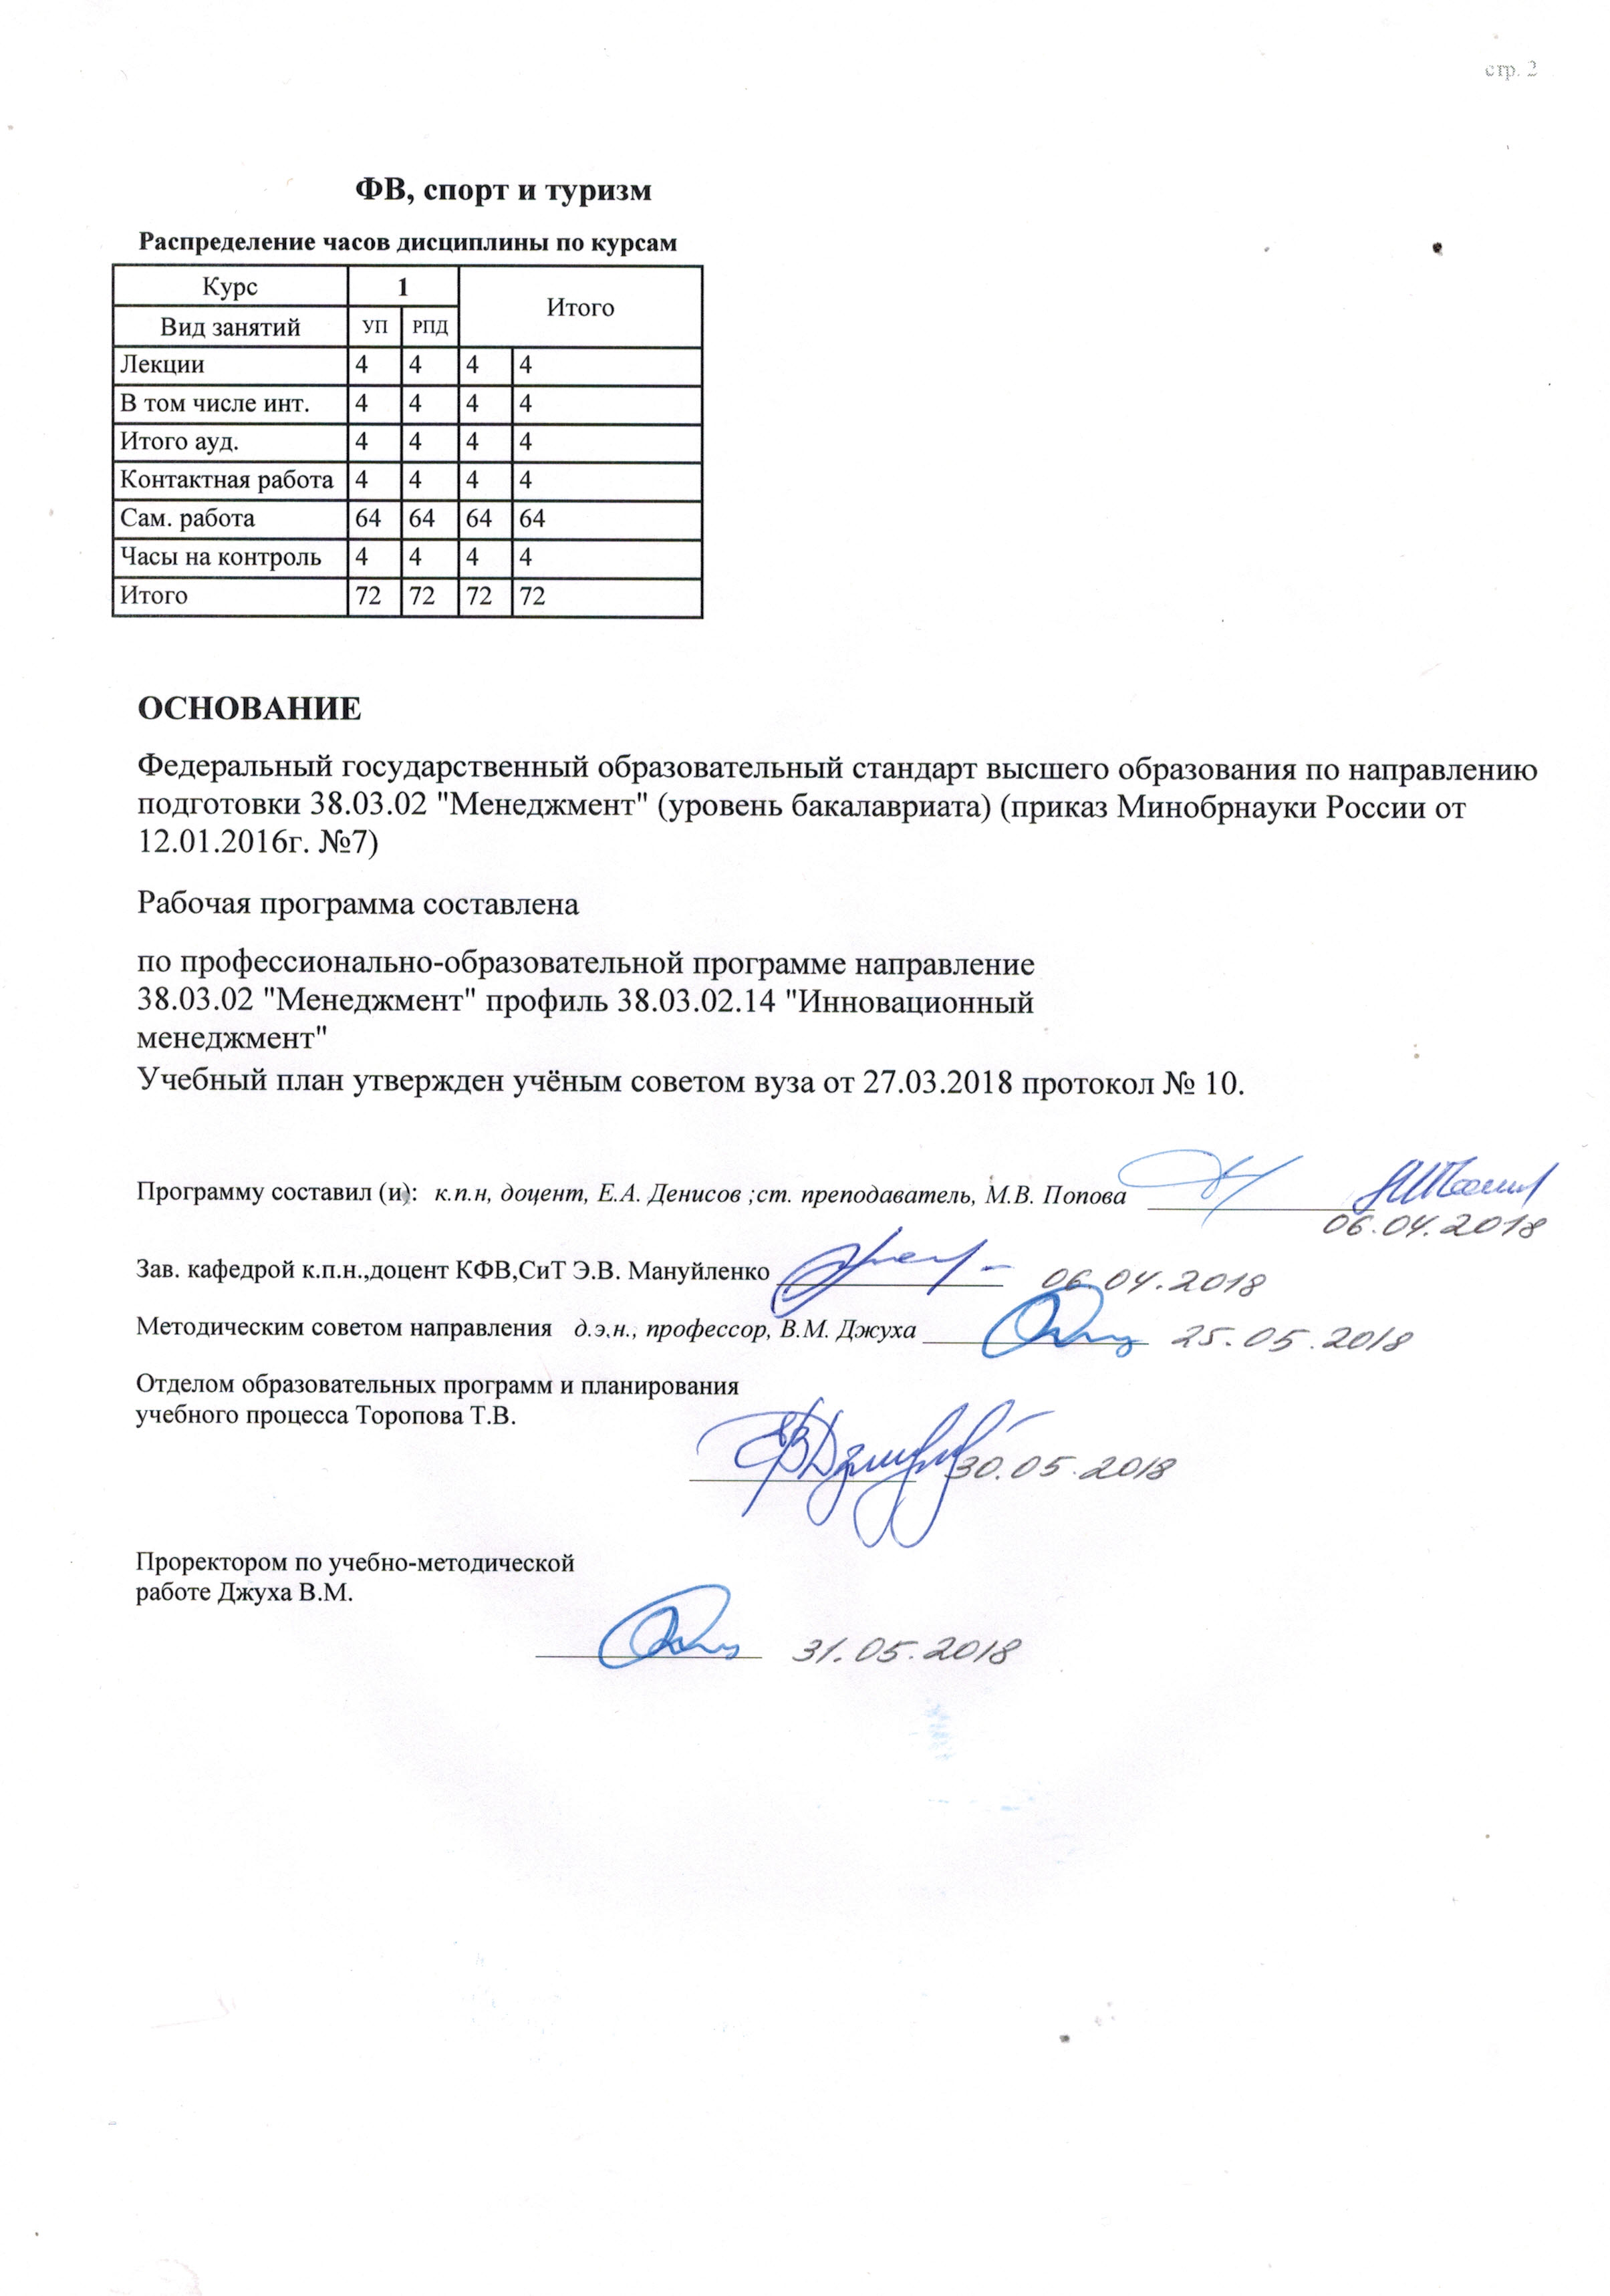 стр. 2
ФВ, спорт и туризм
Распределение часов дисциплины по курсам
Курс 1 Итого
Вид занятий УП РПД
Лекции 4 4 4 4
В том числе инт. 4 4 4 4
Итого ауд. 4 4 4 4
Контактная работа 4 4 4 4
Сам. работа 64 64 64 64
Часы на контроль 4 4 4 4
Итого 72 72 72 72
ОСНОВАНИЕ
Федеральный государственный образовательный стандарт высшего образования по направлению
подготовки 38.03.02 "Менеджмент" (уровень бакалавриата) (приказ Минобрнауки России от
12.01.2016г. №7)
Рабочая программа составлена
по профессионально-образовательной программе направление
38.03.02 "Менеджмент" профиль 38.03.02.14 "Инновационный
менеджмент"
Учебный план утвержден учёным советом вуза от 27.03.2018 протокол № 10.
Программу составил (и): к.п.н, доцент, Е.А. Денисов ;ст. преподаватель, М.В. Попова
06.04.2018
Зав. кафедрой к.п.н.,доцент КФВ,СиТ Э.В. Мануйленко 06.04.2018
Методическим советом направления д.э.н., профессор, В.М. Джуха 25.05.2018
Отделом образовательных программ и планирования
учебного процесса Торопова Т.В.
30.05.2018
Проректором по учебно-методической
работе Джуха В.М.
31.05.2018